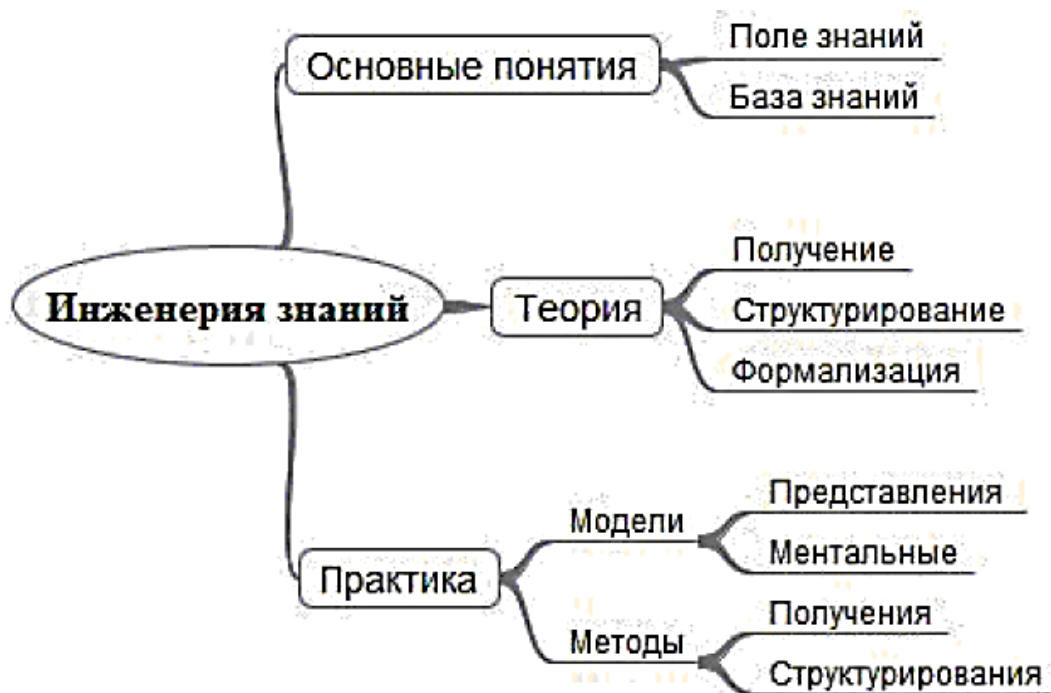 Инженерия знаний
Основные понятия
Поле знаний
База знаний
Теория
Получение
Структурирование
Формализация
Практика
Модели
Представления
Ментальные
Методы
Получения
Структурирования